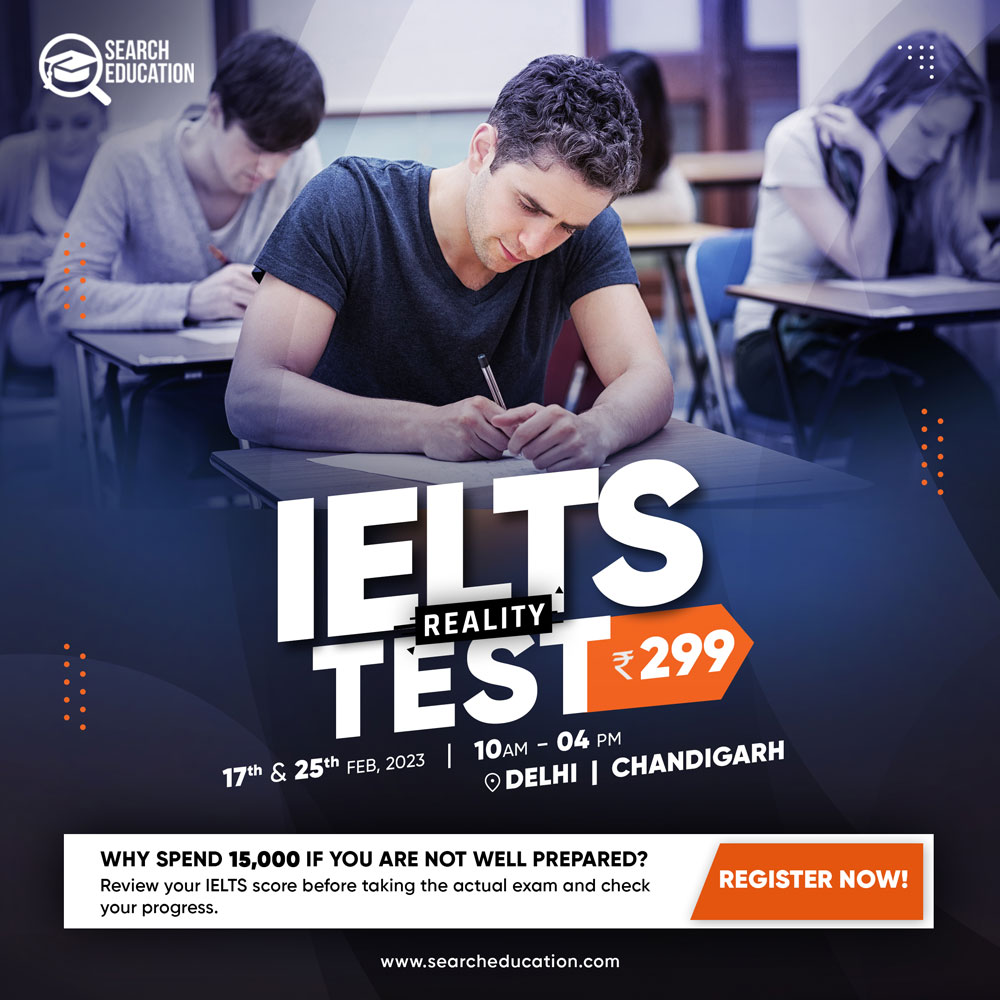 SEARCH
EDUCATION
IELTS
REALITY
TEST
₹299
17th & 25th FEB, 2023 | 10AM - 04 PM
DELHI | CHANDIGARH
WHY SPEND 15,000 IF YOU ARE NOT WELL PREPARED?
Review your IELTS score before taking the actual exam and check
your progress.
REGISTER NOW!
www.searcheducation.com